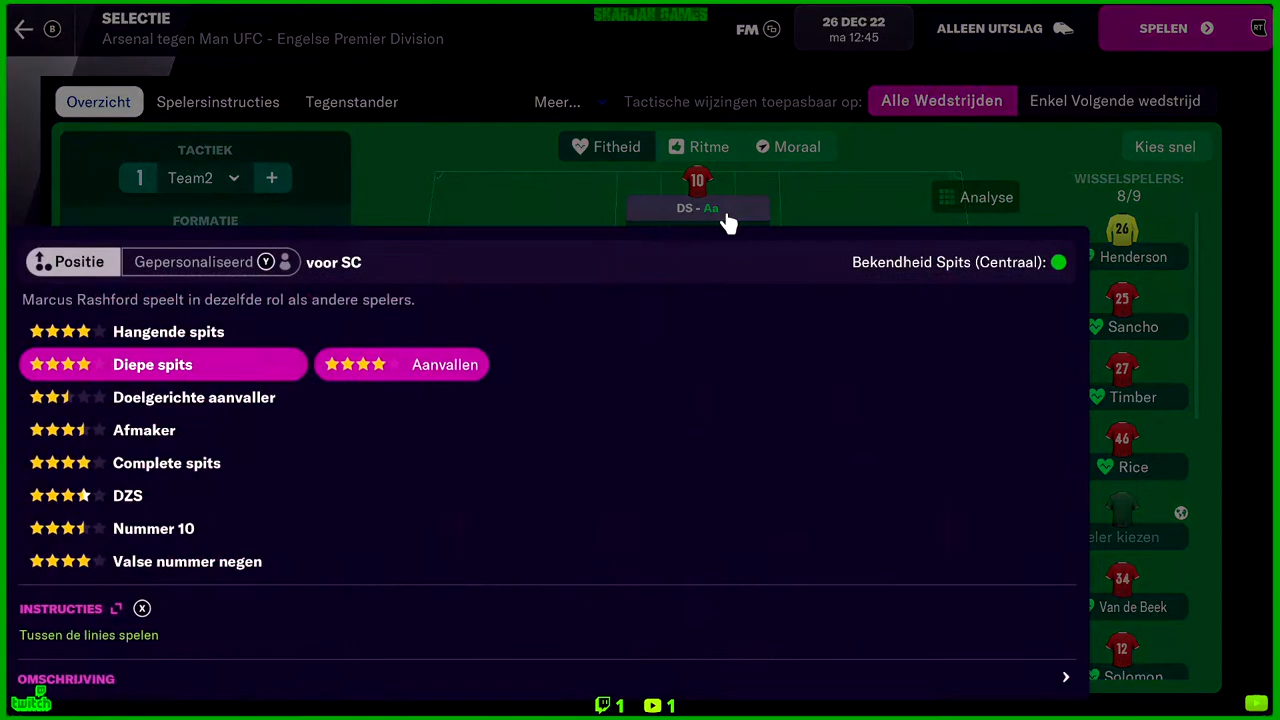 SKARJAK GAMES
B
SELECTIE
Arsenal tegen Man UFC - Engelse Premier Division
FM
26 DEC 22
ma 12:45
ALLEEN UITSLAG
SPELEN
RT
Overzicht
Spelersinstructies
Tegenstander
Meer...
Tactische wijzingen toepasbaar op:
Alle Wedstrijden
Enkel Volgende wedstrijd
TACTIEK
1
Team2
+
FORMATIE
Fitheid
Ritme
Moraal
Kies snel
10
DS - Aa
Analyse
WISSELSPELERS:
8/9
26
Henderson
25
Sancho
27
Timber
46
Rice
eler kiezen
34
Van de Beek
12
Solomon
Positie
Gepersonaliseerd
Y
voor SC
Bekendheid Spits (Centraal):
Marcus Rashford speelt in dezelfde rol als andere spelers.
Hangende spits
Diepe spits
Aanvallen
Doelgerichte aanvaller
Afmaker
Complete spits
DZS
Nummer 10
Valse nummer negen
INSTRUCTIES
X
Tussen de linies spelen
OMSCHRIJVING
twitch
1
1